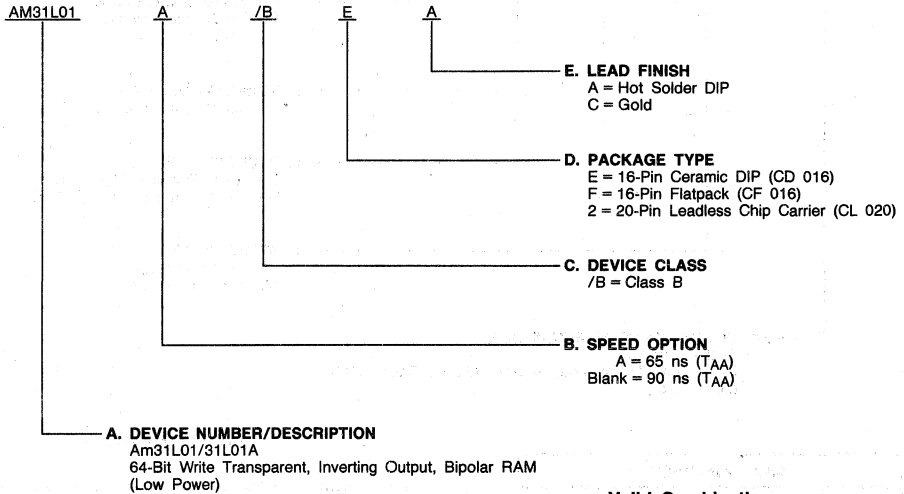 AM31L01 A /B E A
E. LEAD FINISH
A = Hot Solder DIP
C = Gold
D. PACKAGE TYPE
E = 16-Pin Ceramic DIP (CD 016)
F = 16-Pin Flatpack (CF 016)
2 = 20-Pin Leadless Chip Carrier (CL 020)
C. DEVICE CLASS
/B = Class B
B. SPEED OPTION
A = 65 ns (TAA)
Blank = 90 ns (TAA)
A. DEVICE NUMBER/DESCRIPTION
Am31L01/31L01A
64-Bit Write Transparent, Inverting Output, Bipolar RAM
(Low Power)